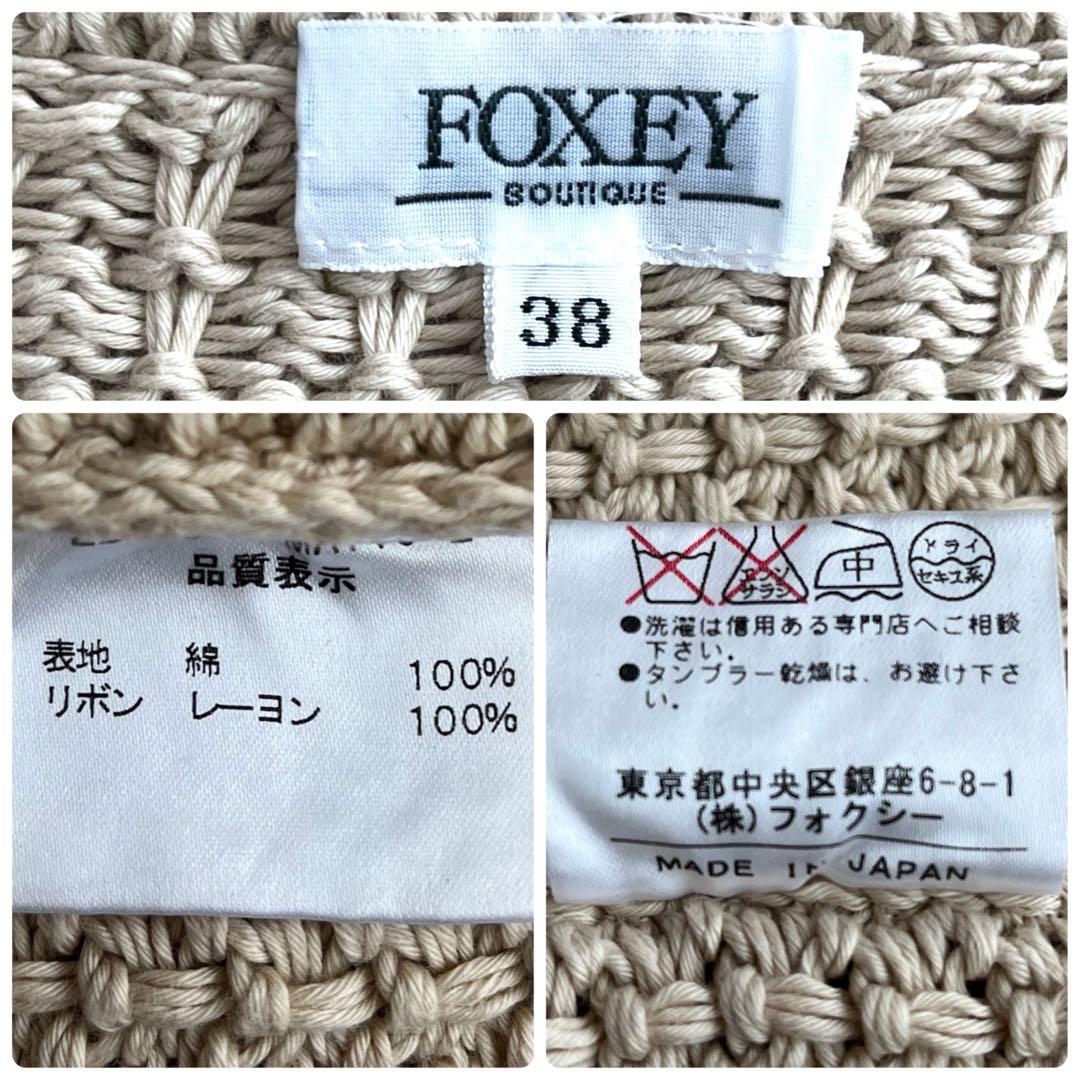 FOXEY
BOUTIQUE
38
品質表示
表地 綿 100%
リボン レーヨン 100%
エンソ
サラシ
中
ドライ
セキユ系
●洗濯は信用ある専門店へご相談
下さい。
●タンブラー乾燥は、お避け下さ
い。
東京都中央区銀座6-8-1
(株)フォクシー
MADE IN JAPAN